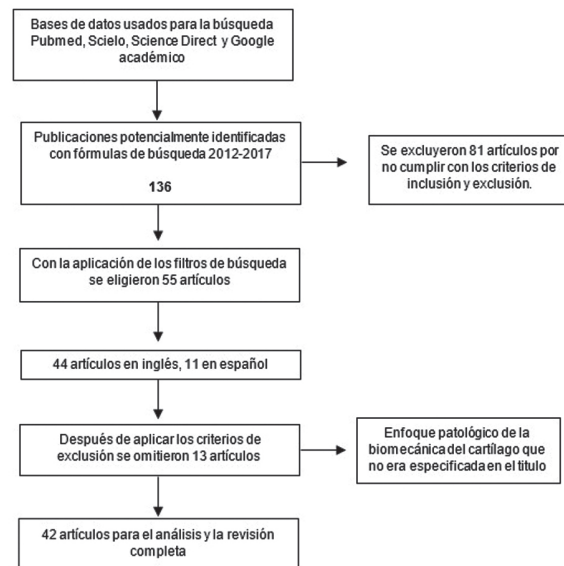 Bases de datos usados para la búsqueda
Pubmed, Scielo, Science Direct y Google
académico
Publicaciones potencialmente identificadas
con fórmulas de búsqueda 2012-2017
136
Se excluyeron 81 artículos por
no cumplir con los criterios de
inclusión y exclusión.
Con la aplicación de los filtros de búsqueda
se eligieron 55 artículos
44 artículos en inglés, 11 en español
Después de aplicar los criterios de
exclusión se omitieron 13 artículos
Enfoque patológico de la
biomecánica del cartílago que
no era especificada en el titulo
42 artículos para el análisis y la revisión
completa